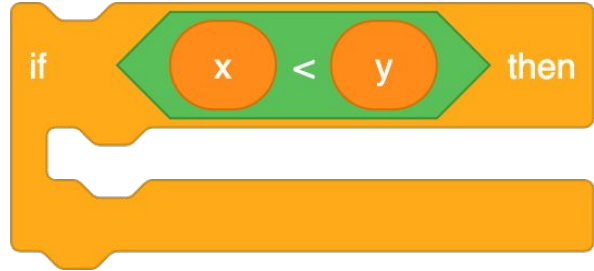 if x < y then